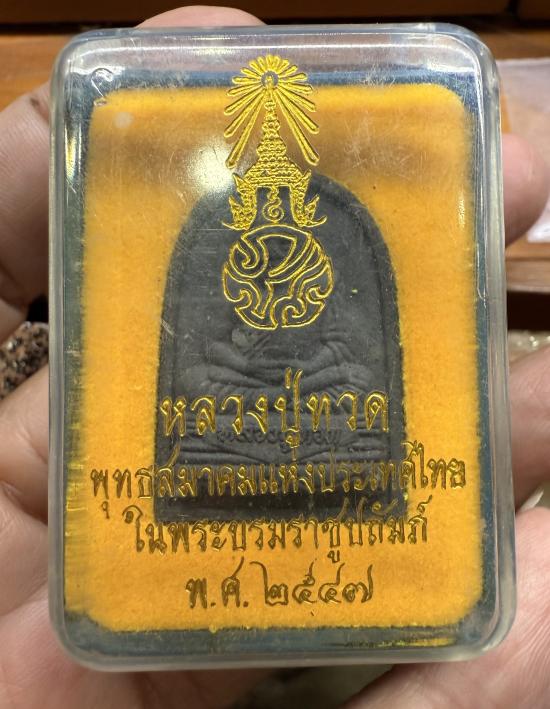 หลวงปู่ทวด
พุทธสมาคมแห่งประเทศไทย
ในพระบรมราชูปถัมภ์
พ.ศ. ๒๕๔๗